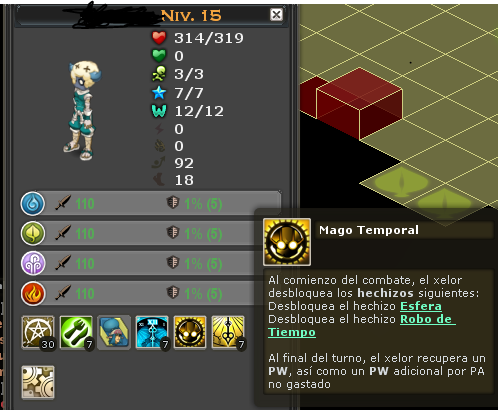 Niv. 15
314/319
0
3/3
7/7
12/12
0
0
92
18
110 1% (5)
110 1% (5)
110 1% (5)
110 1% (5)
30 7 7 7
Mago Temporal
Al comienzo del combate, el xelor
desbloquea los hechizos siguientes:
Desbloquea el hechizo Esfera
Desbloquea el hechizo Robo de
Tiempo
Al final del turno, el xelor recupera un
PW, así como un PW adicional por PA
no gastado